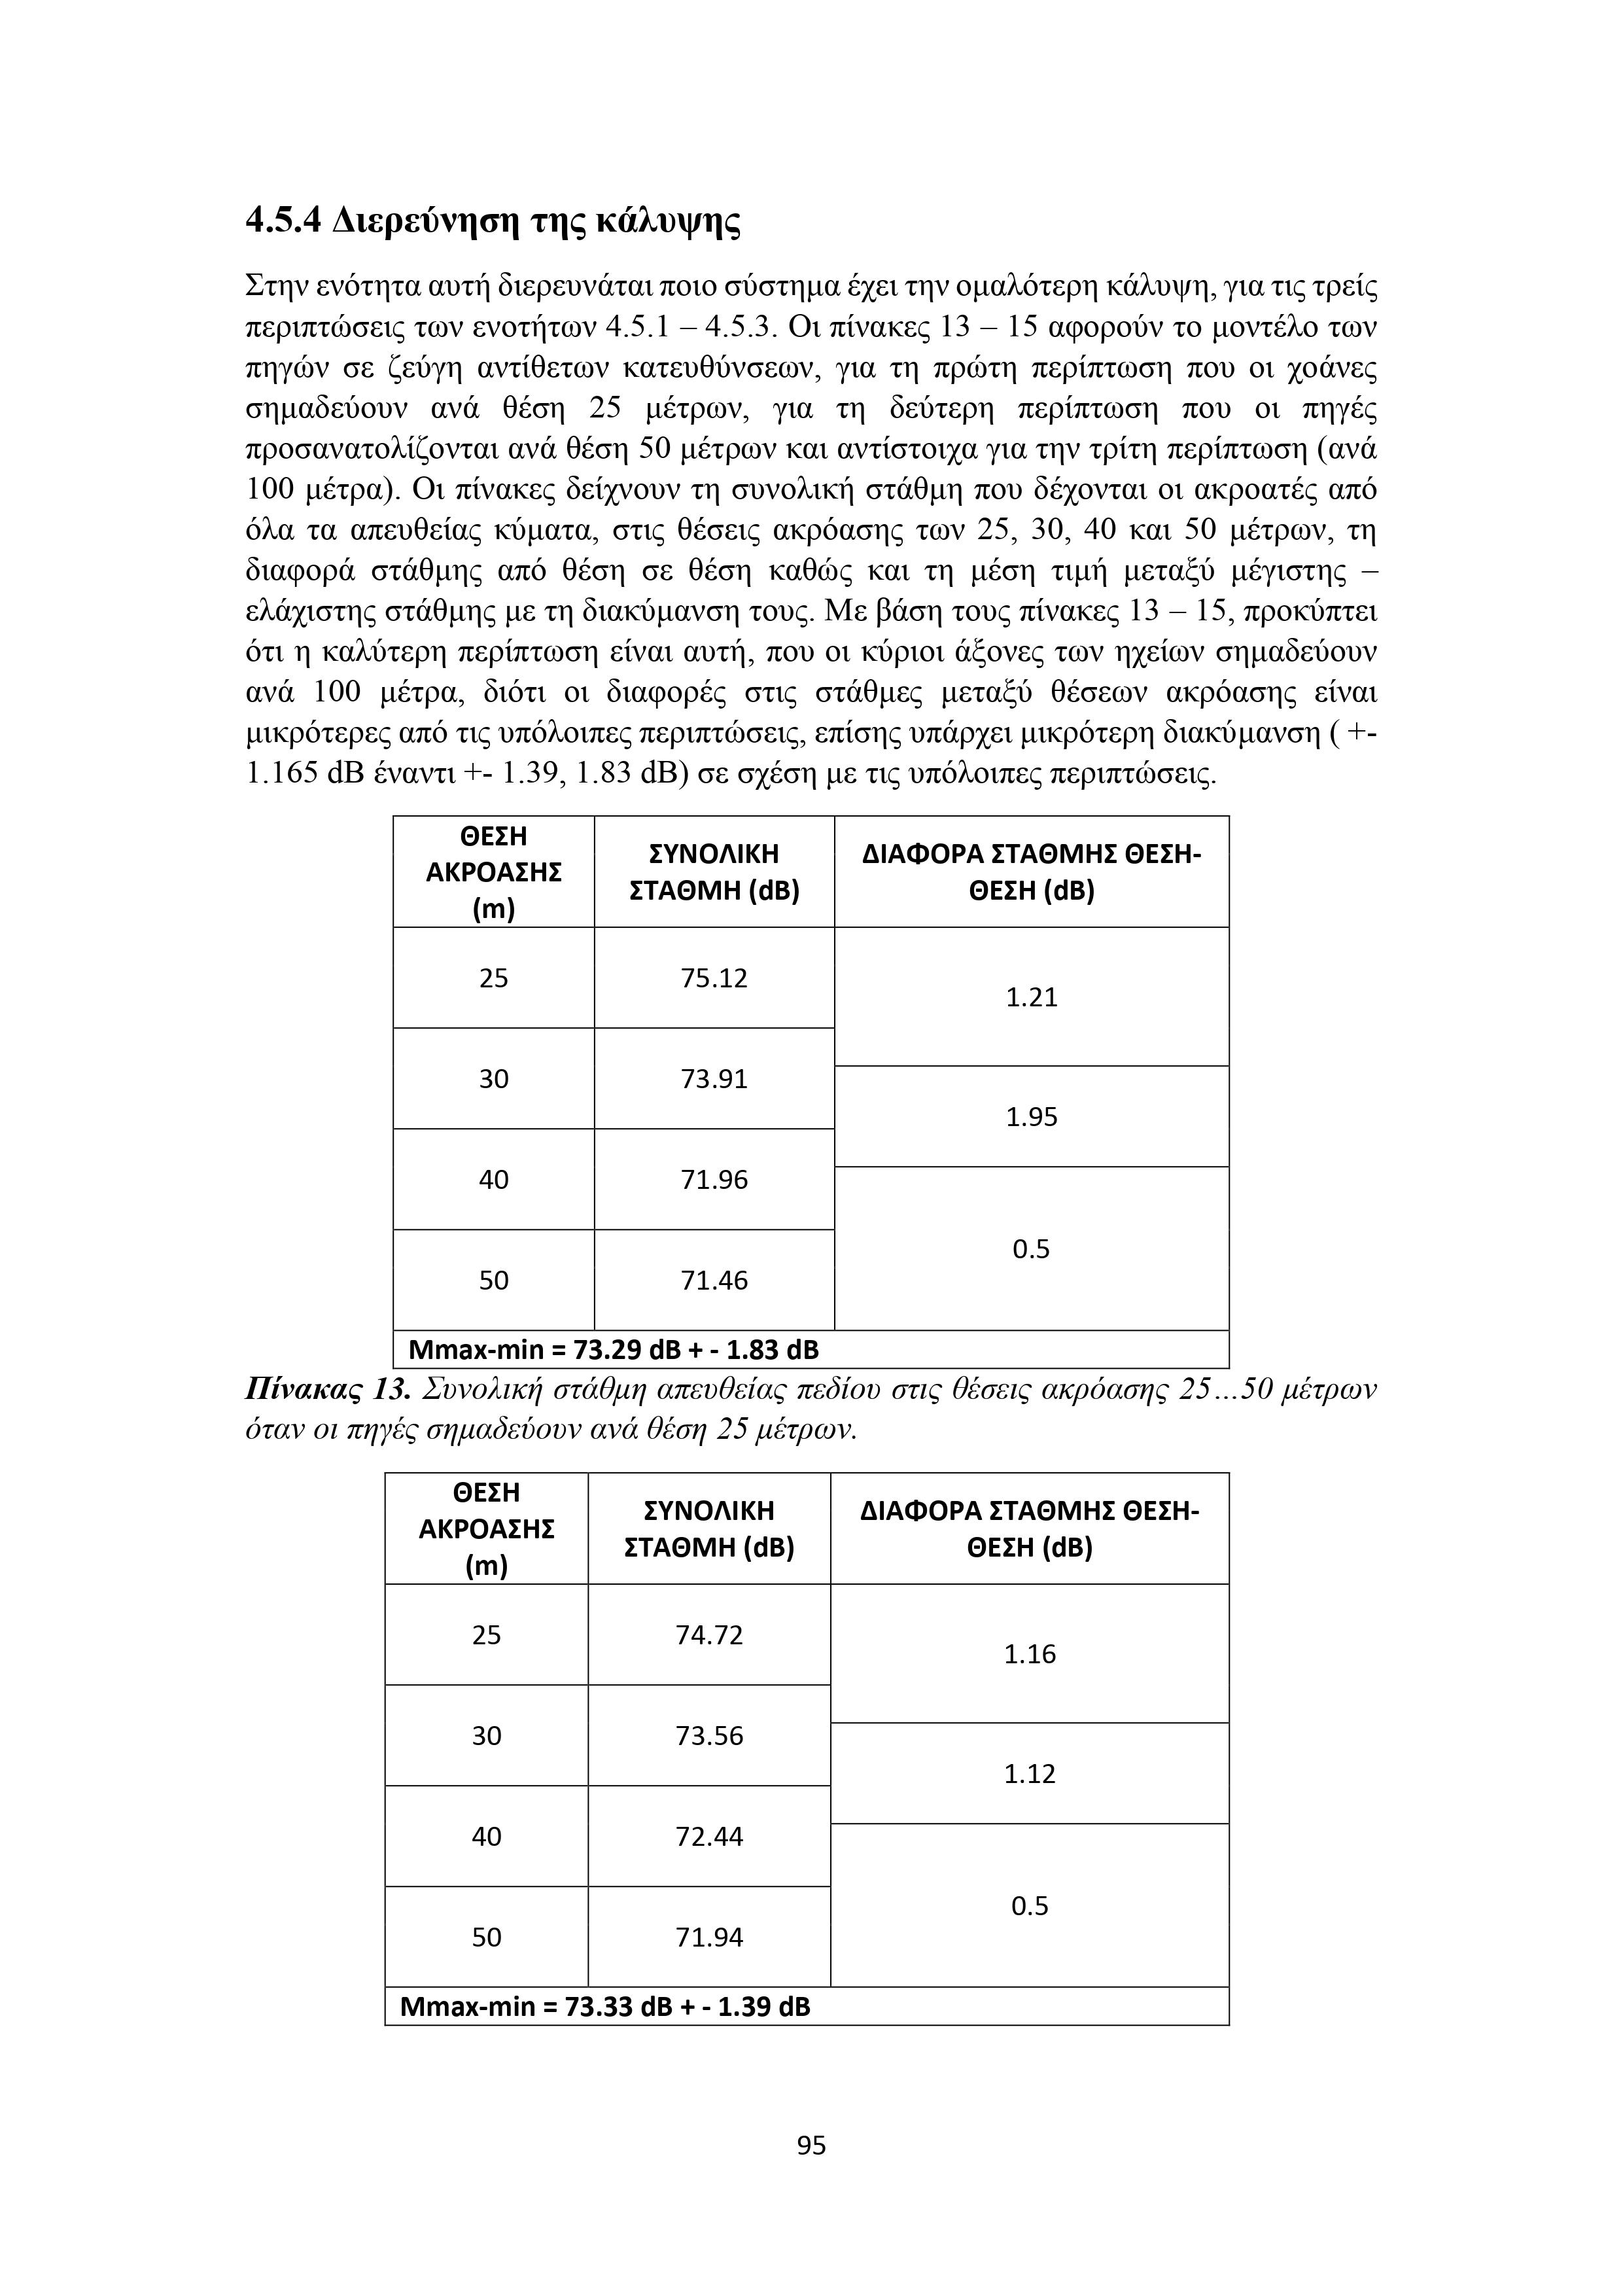 4.5.4 Διερεύνηση της κάλυψης
Στην ενότητα αυτή διερευνάται ποιο σύστημα έχει την ομαλότερη κάλυψη, για τις τρείς
περιπτώσεις των ενοτήτων 4.5.1 – 4.5.3. Οι πίνακες 13 – 15 αφορούν το μοντέλο των
πηγών σε ζεύγη αντίθετων κατευθύνσεων, για τη πρώτη περίπτωση που οι χοάνες
σημαδεύουν ανά θέση 25 μέτρων, για τη δεύτερη περίπτωση που οι πηγές
προσανατολίζονται ανά θέση 50 μέτρων και αντίστοιχα για την τρίτη περίπτωση (ανά
100 μέτρα). Οι πίνακες δείχνουν τη συνολική στάθμη που δέχονται οι ακροατές από
όλα τα απευθείας κύματα, στις θέσεις ακρόασης των 25, 30, 40 και 50 μέτρων, τη
διαφορά στάθμης από θέση σε θέση καθώς και τη μέση τιμή μεταξύ μέγιστης –
ελάχιστης στάθμης με τη διακύμανση τους. Με βάση τους πίνακες 13 – 15, προκύπτει
ότι η καλύτερη περίπτωση είναι αυτή, που οι κύριοι άξονες των ηχείων σημαδεύουν
ανά 100 μέτρα, διότι οι διαφορές στις στάθμες μεταξύ θέσεων ακρόασης είναι
μικρότερες από τις υπόλοιπες περιπτώσεις, επίσης υπάρχει μικρότερη διακύμανση ( +-
1.165 dB έναντι +- 1.39, 1.83 dB) σε σχέση με τις υπόλοιπες περιπτώσεις.
ΘΕΣΗ
ΑΚΡΟΑΣΗΣ
(m)
ΣΥΝΟΛΙΚΗ
ΣΤΑΘΜΗ (dB)
ΔΙΑΦΟΡΑ ΣΤΑΘΜΗΣ ΘΕΣΗ-
ΘΕΣΗ (dB)
25 75.12
1.21
30 73.91
1.95
40 71.96
0.5
50 71.46
Mmax-min = 73.29 dB + - 1.83 dB
Πίνακας 13. Συνολική στάθμη απευθείας πεδίου στις θέσεις ακρόασης 25…50 μέτρων
όταν οι πηγές σημαδεύουν ανά θέση 25 μέτρων.
ΘΕΣΗ
ΑΚΡΟΑΣΗΣ
(m)
ΣΥΝΟΛΙΚΗ
ΣΤΑΘΜΗ (dB)
ΔΙΑΦΟΡΑ ΣΤΑΘΜΗΣ ΘΕΣΗ-
ΘΕΣΗ (dB)
25 74.72
1.16
30 73.56
1.12
40 72.44
0.5
50 71.94
Mmax-min = 73.33 dB + - 1.39 dB
95